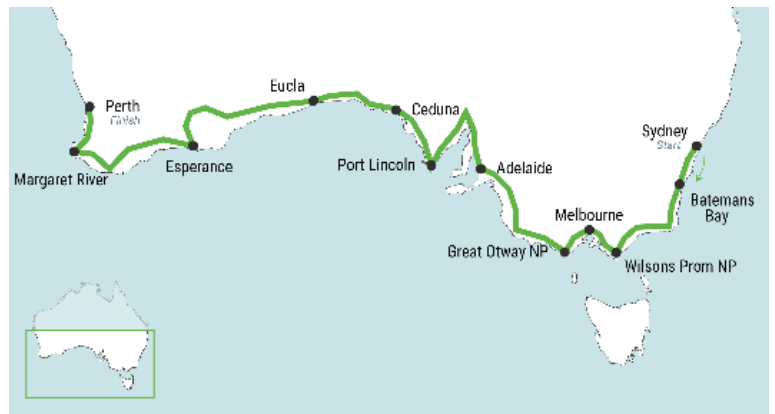 Eucla
Perth
Finish
Ceduna
Sydney
Start
Esperance
Port Lincoln
Adelaide
Margaret River
Batemans
Bay
Melbourne
Great Otway NP
Wilsons Prom NP